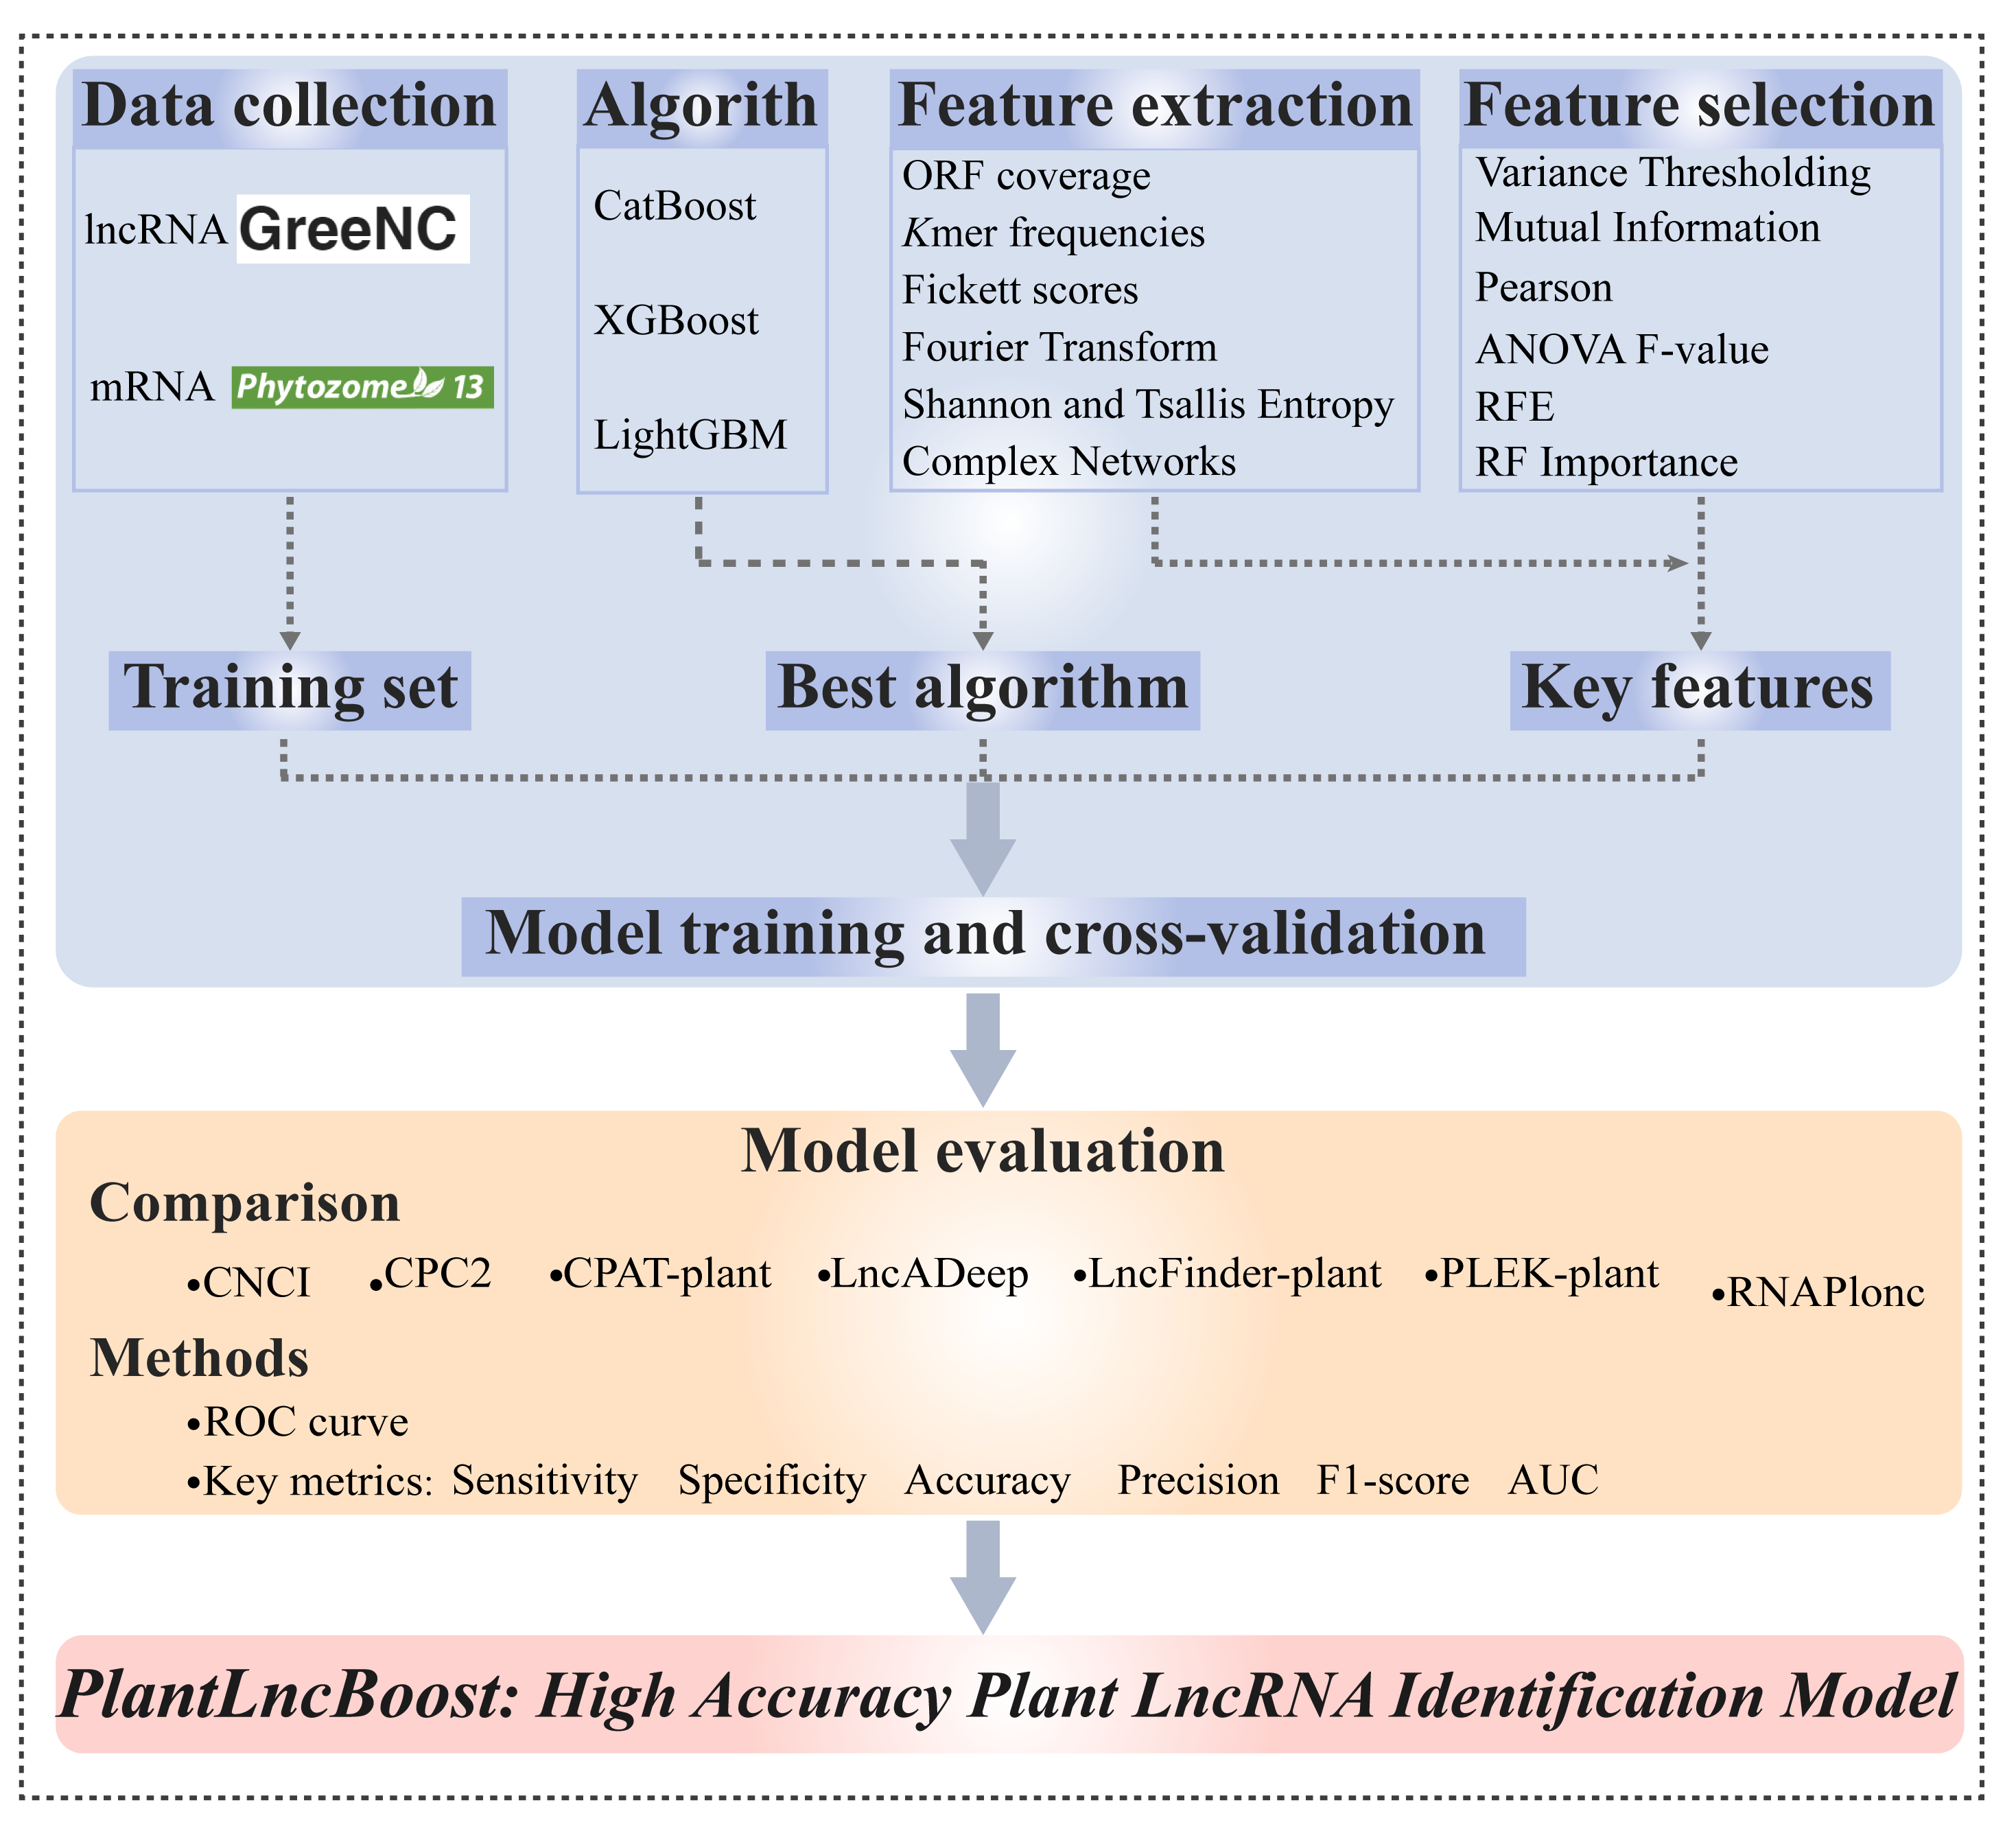 Data collection
lncRNA GreeNC
mRNA Phytozome 13
Algorith
CatBoost
XGBoost
LightGBM
Feature extraction
ORF coverage
Kmer frequencies
Fickett scores
Fourier Transform
Shannon and Tsallis Entropy
Complex Networks
Feature selection
Variance Thresholding
Mutual Information
Pearson
ANOVA F-value
RFE
RF Importance
Training set
Best algorithm
Key features
Model training and cross-validation
Model evaluation
Comparison
•CNCI •CPC2 •CPAT-plant •LncADeep •LncFinder-plant •PLEK-plant •RNAPlonc
Methods
•ROC curve
•Key metrics: Sensitivity Specificity Accuracy Precision F1-score AUC
PlantLncBoost: High Accuracy Plant LncRNA Identification Model